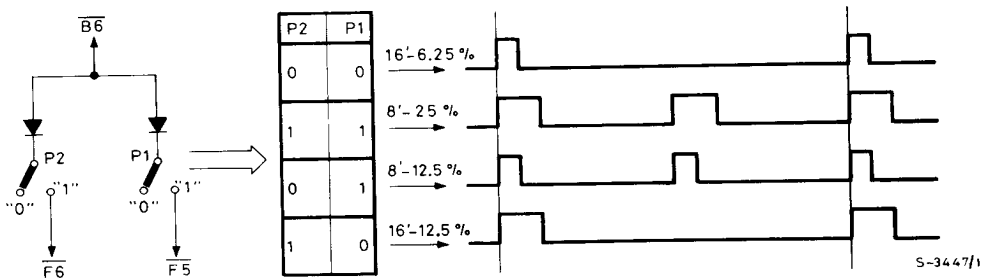 B6
P2
P1
"0"
"1"
"0"
"1"
F6
F5
P2 P1
0 0
1 1
0 1
1 0
16'-6.25 %
8'-25 %
8'-12.5 %
16'-12.5 %
S-3447/1